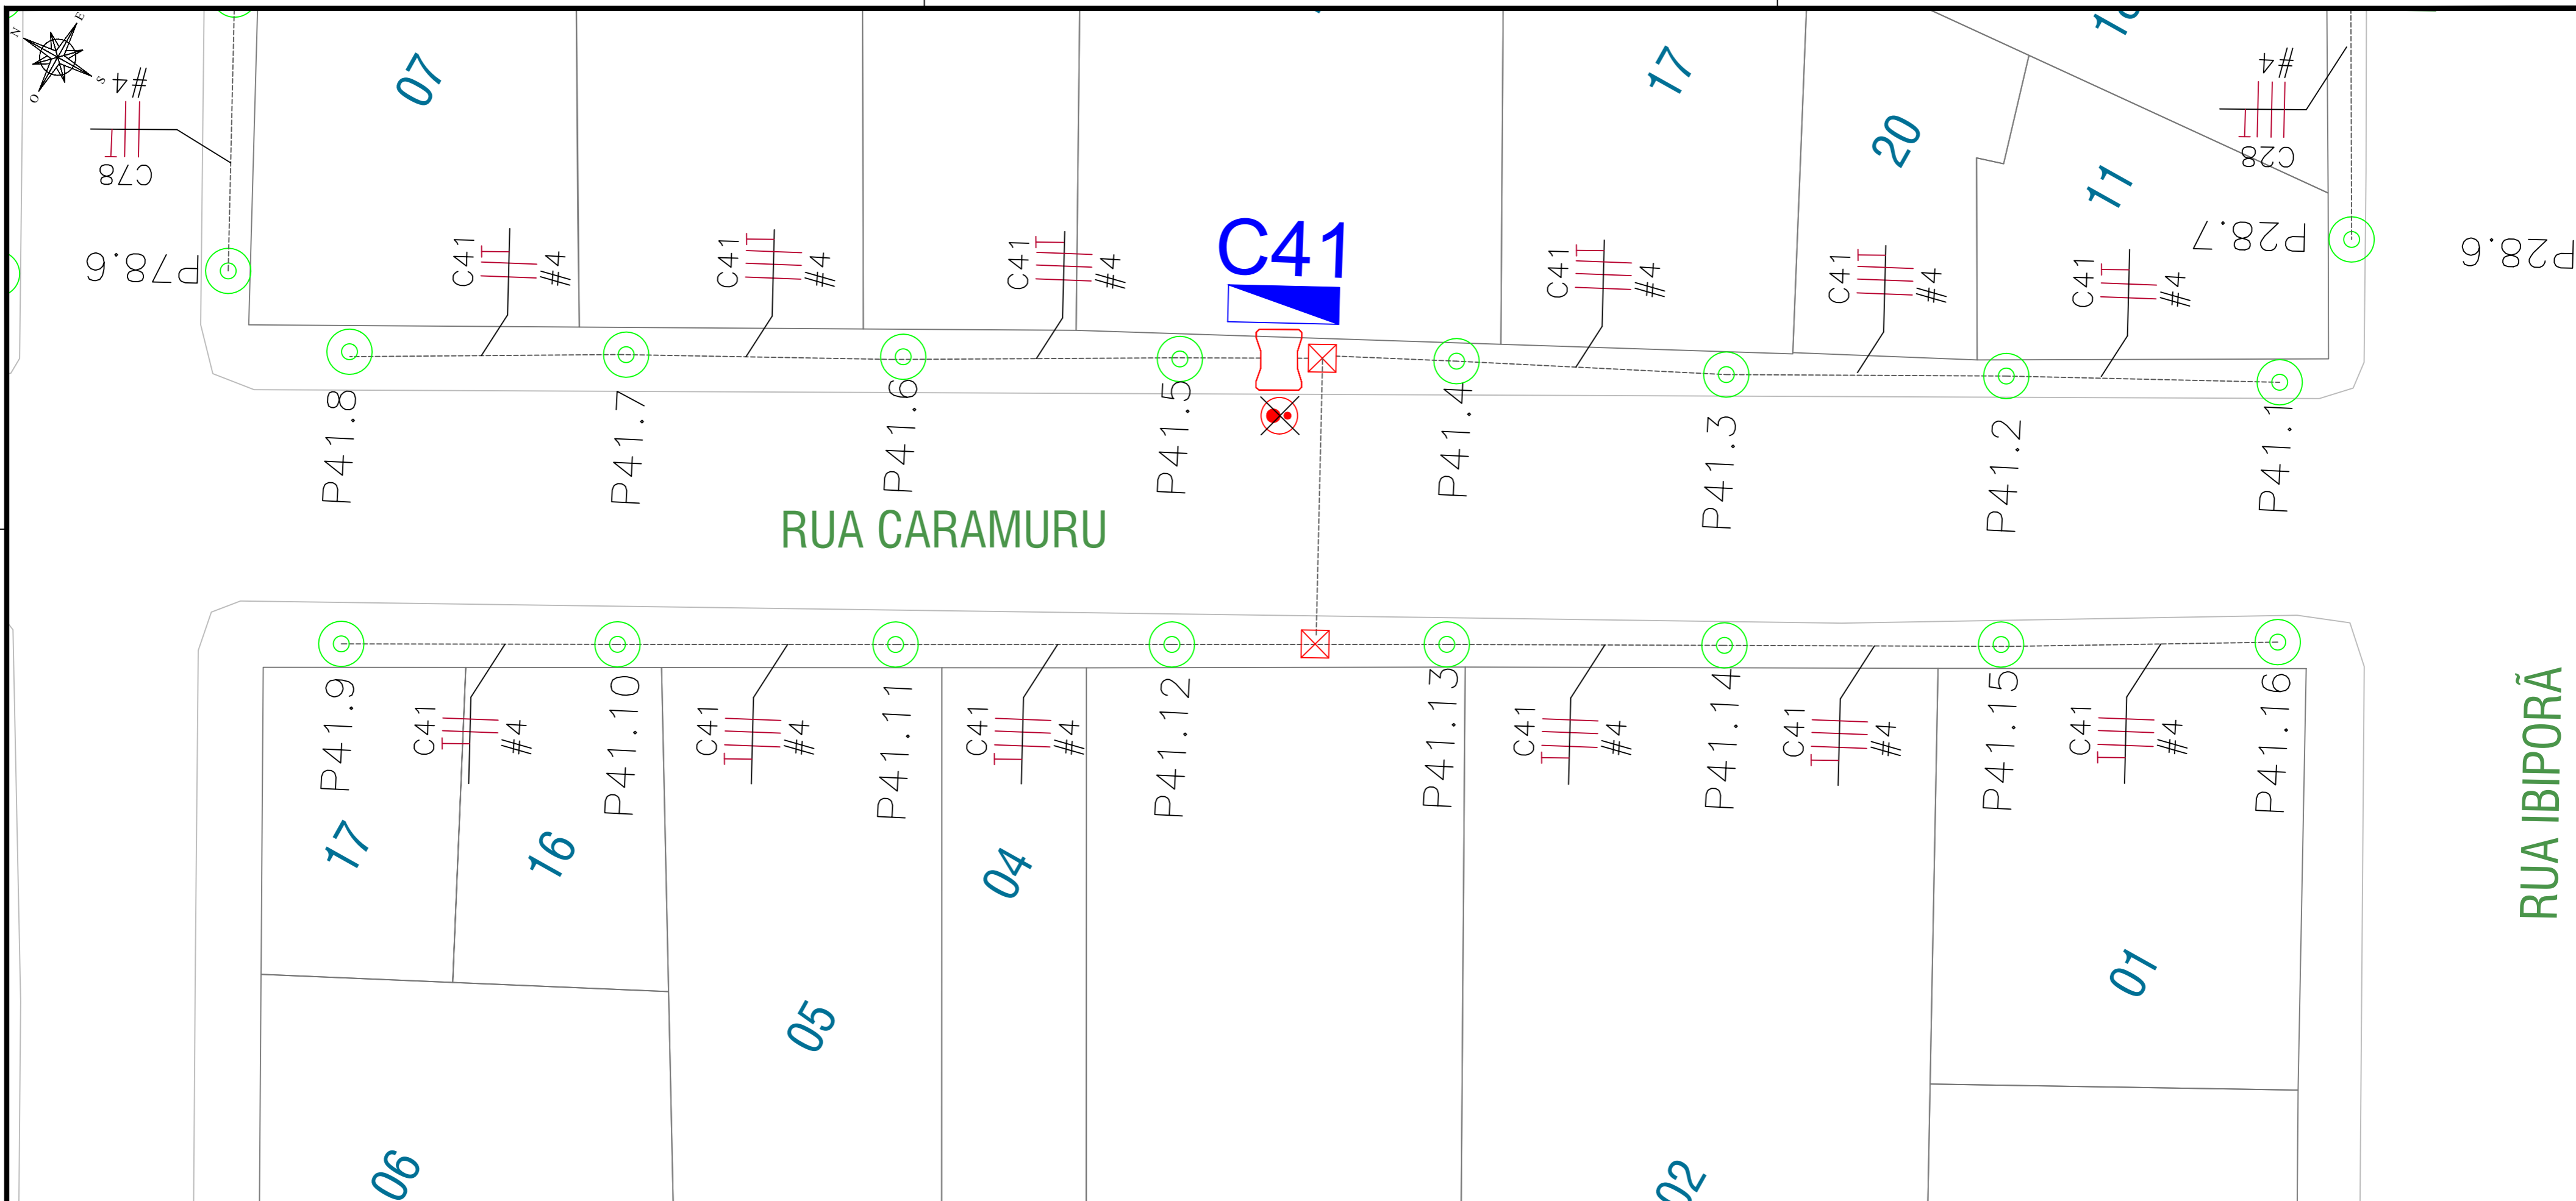 N
E
S
O
#4
C78
P78.6
07
17
20
11
#4
C28
P28.7
P28.6
C41
C41
#4
C41
#4
C41
#4
C41
#4
C41
#4
C41
#4
P41.8
P41.7
P41.6
P41.5
P41.4
P41.3
P41.2
P41.1
RUA CARAMURU
P41.9
P41.10
P41.11
P41.12
P41.13
P41.14
P41.15
P41.16
C41
#4
C41
#4
C41
#4
C41
#4
C41
#4
C41
#4
17
16
04
05
01
06
02
RUA IBIPORÃ